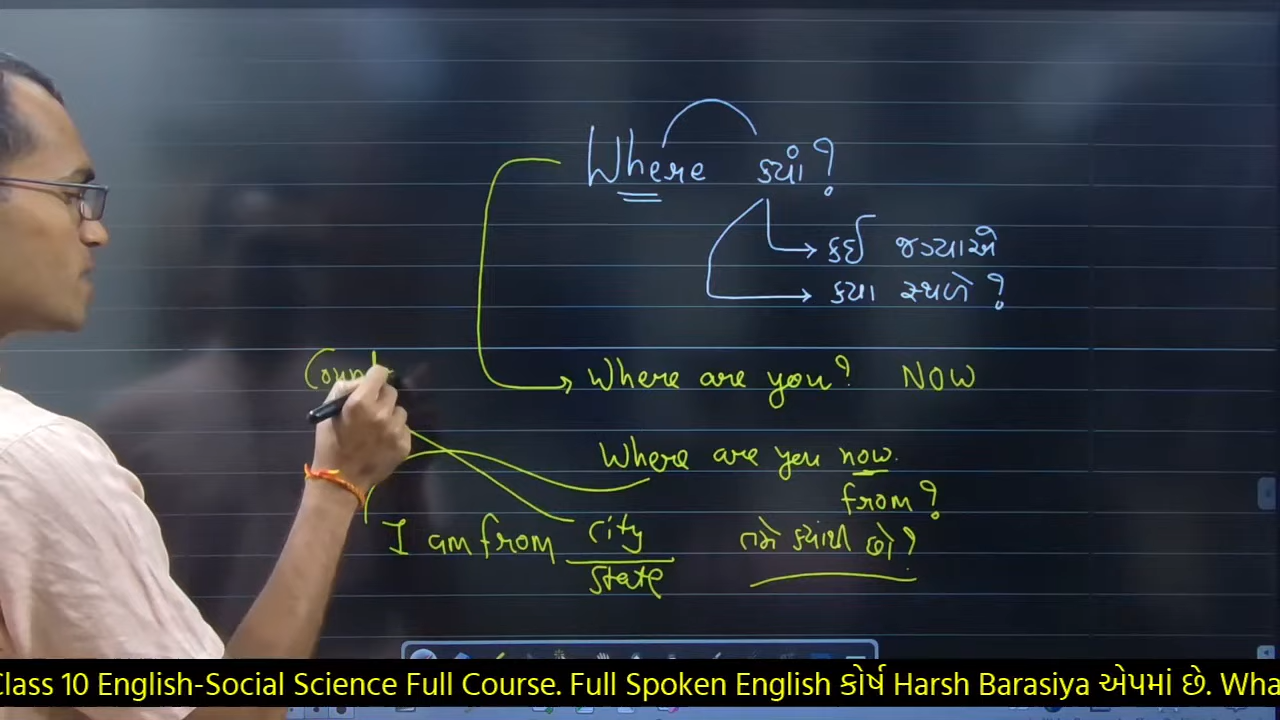 Where ક્યાં?
કઈ જગ્યાએ
ક્યા સ્થળે ?
Where are you? NOW
Where are you now.
from?
I am from city
state
તમે ક્યાંથી છો?
Class 10 English-Social Science Full Course. Full Spoken English કોર્ષ Harsh Barasiya એપમાં છે. Wha